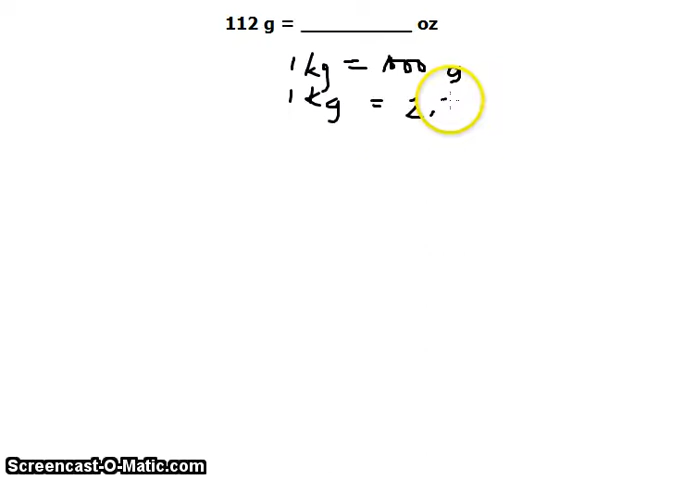 112 g = ____________ oz
1 kg = 1000 g
1 kg = 2.
Screencast-O-Matic.com